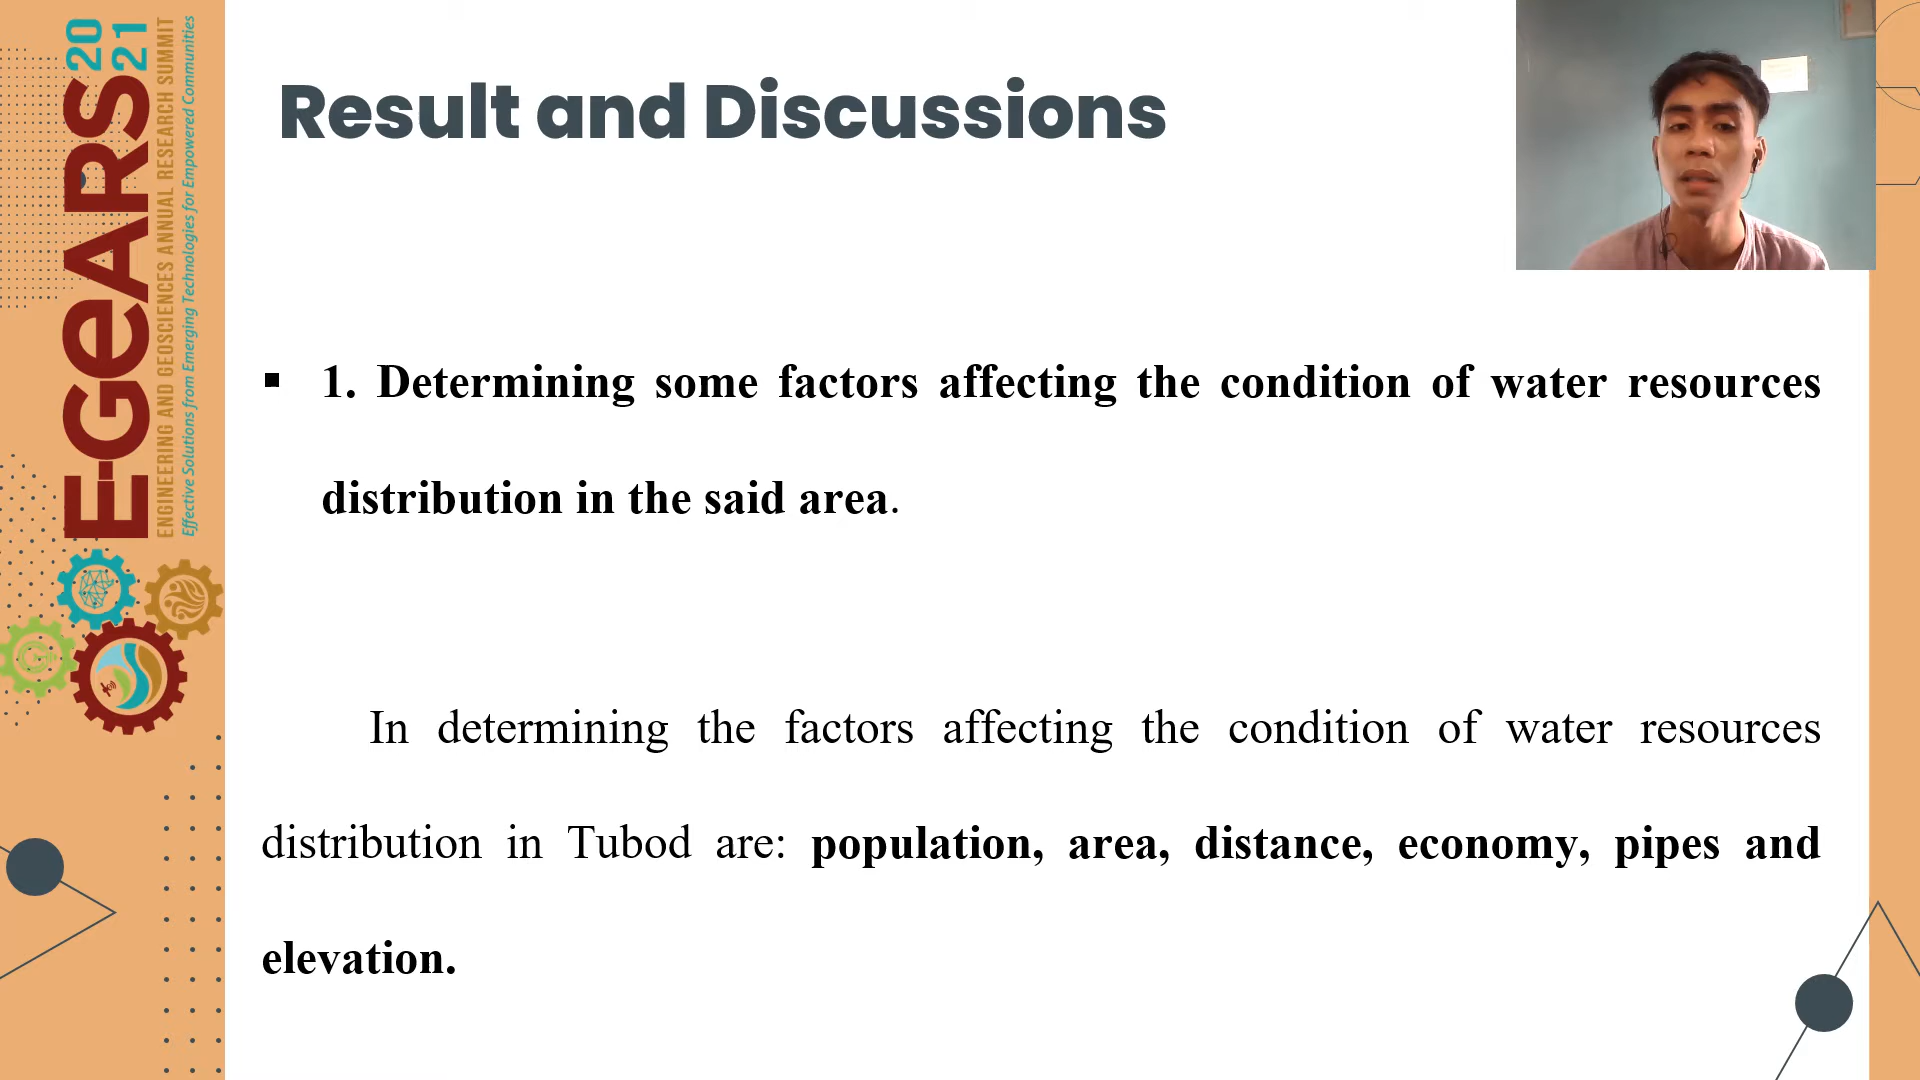 E-GeARS 2021
ENGINEERING AND GEOSCIENCES ANNUAL RESEARCH SUMMIT
Effective Solutions from Emerging Technologies for Empowered Communities
Result and Discussions
▪ 1. Determining some factors affecting the condition of water resources
distribution in the said area.
In determining the factors affecting the condition of water resources
distribution in Tubod are: population, area, distance, economy, pipes and
elevation.